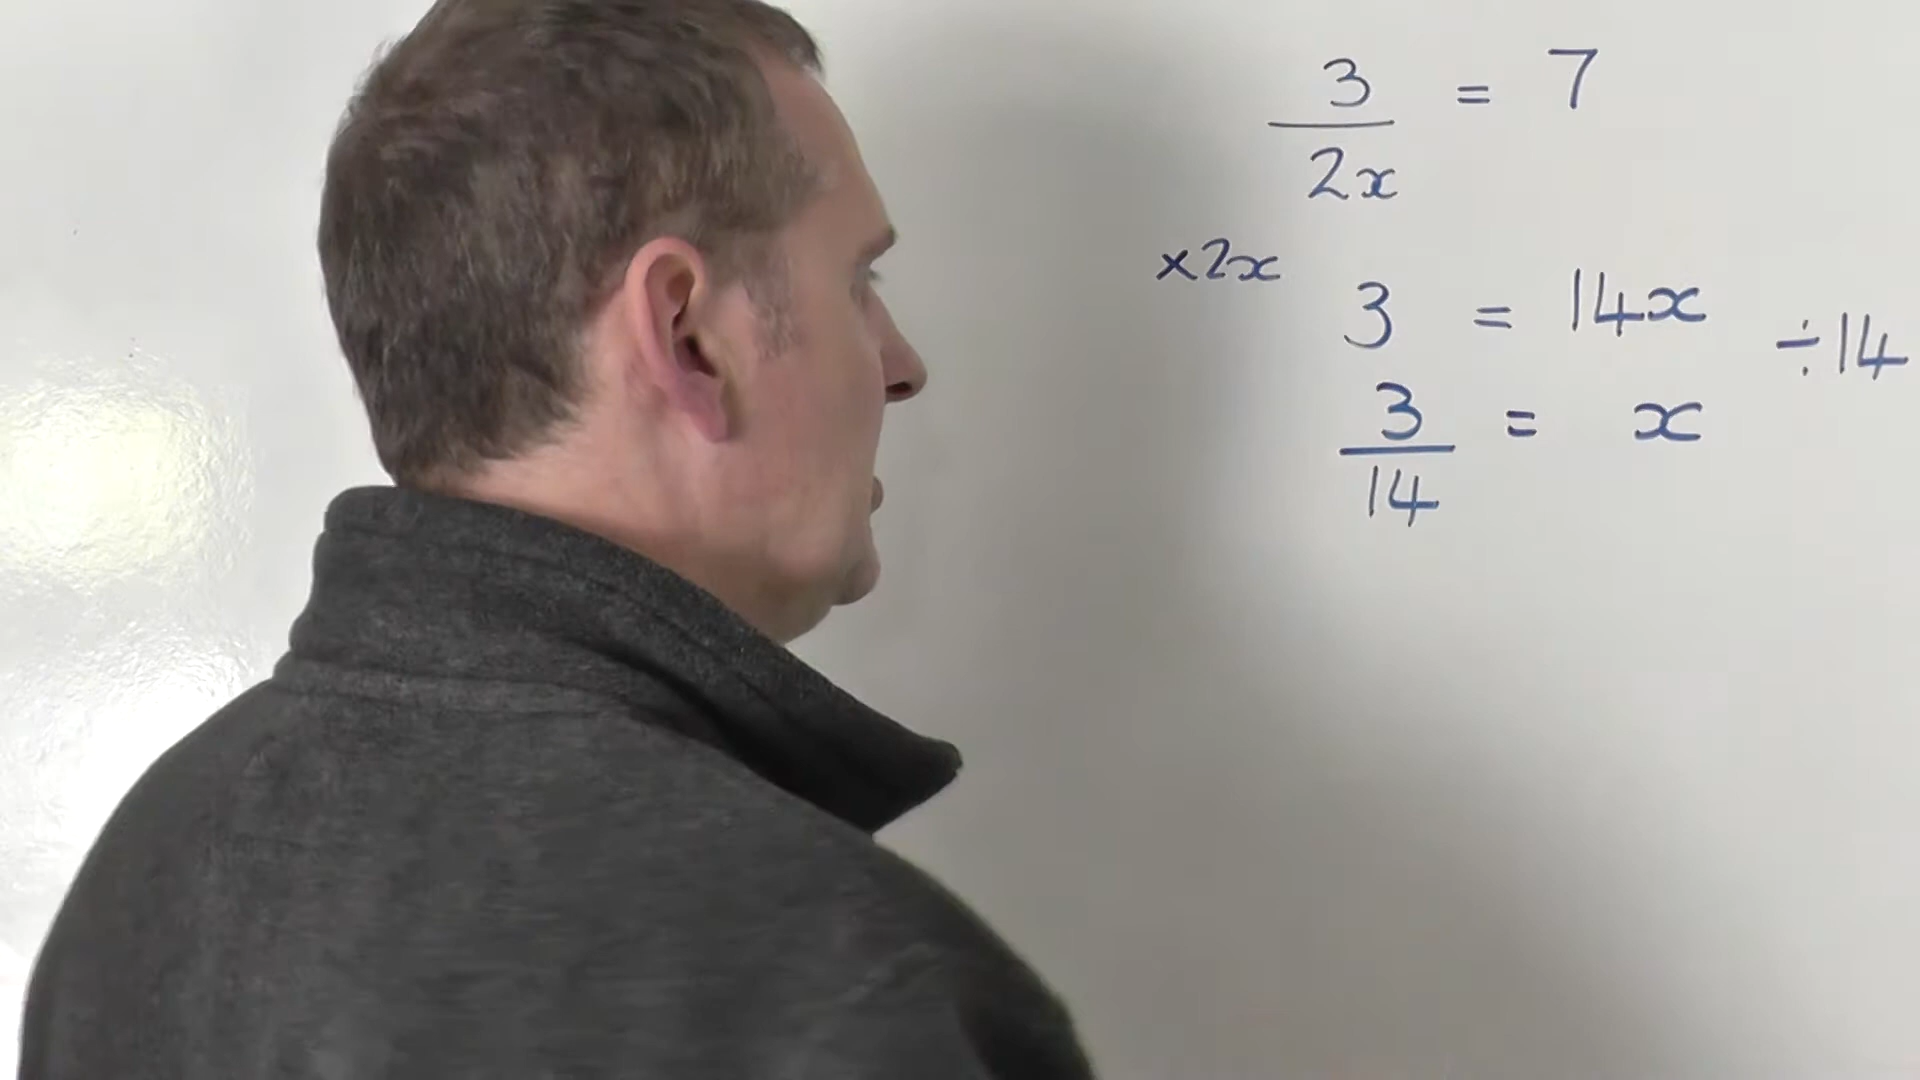 3/2x = 7
×2x
3 = 14x ÷14
3/14 = x